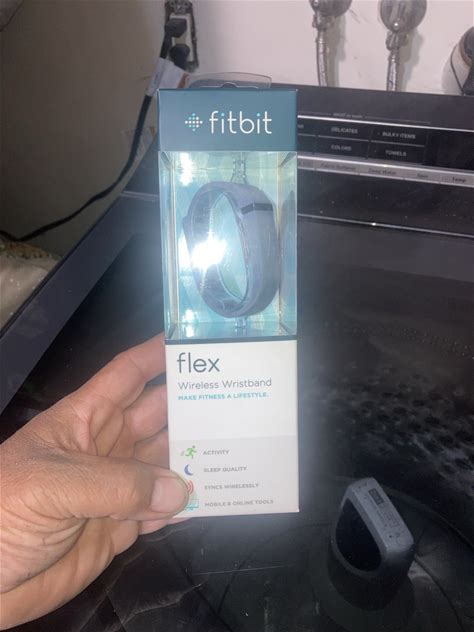 fitbit
DELICATES
BULKY ITEMS
COLORS
TOWELS
flex
Wireless Wristband
MAKE FITNESS A LIFESTYLE.
ACTIVITY
SLEEP QUALITY
SYNCS WIRELESSLY
MOBILE & ONLINE TOOLS